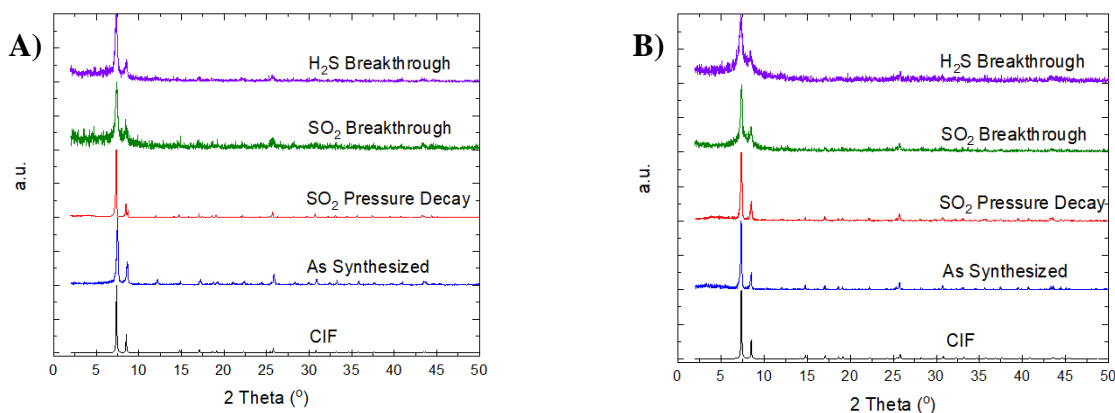 A)
H₂S Breakthrough
SO₂ Breakthrough
SO₂ Pressure Decay
As Synthesized
CIF
a.u.
0 5 10 15 20 25 30 35 40 45 50
2 Theta (°)
B)
H₂S Breakthrough
SO₂ Breakthrough
SO₂ Pressure Decay
As Synthesized
CIF
a.u.
0 5 10 15 20 25 30 35 40 45 50
2 Theta (°)